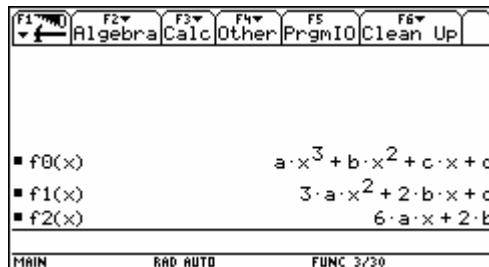 F1▼ F2▼ F3▼ F4▼ F5 F6▼
Algebra Calc Other PrgmIO Clean Up
▪ f0(x) a·x³ + b·x² + c·x + d
▪ f1(x) 3·a·x² + 2·b·x + c
▪ f2(x) 6·a·x + 2·b
MAIN RAD AUTO FUNC 3/30